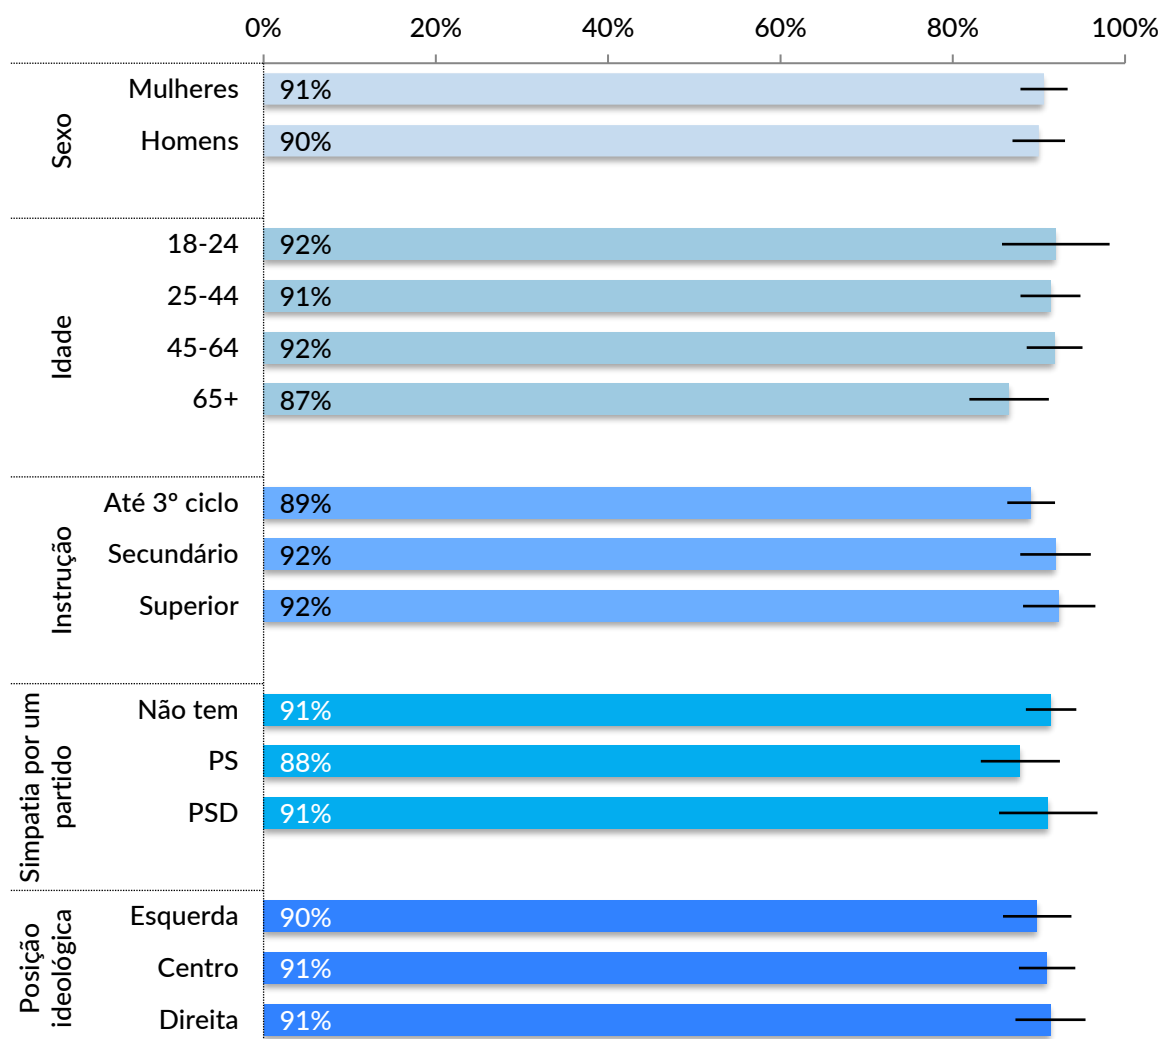 0% 20% 40% 60% 80% 100%
Sexo
Mulheres 91%
Homens 90%
Idade
18-24 92%
25-44 91%
45-64 92%
65+ 87%
Instrução
Até 3º ciclo 89%
Secundário 92%
Superior 92%
Simpatia por um
partido
Não tem 91%
PS 88%
PSD 91%
Posição
ideológica
Esquerda 90%
Centro 91%
Direita 91%